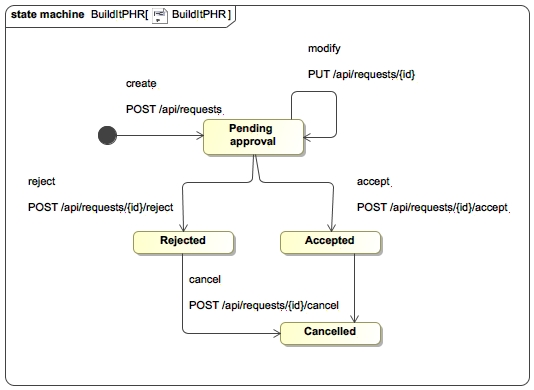 state machine BuildItPHR[ BuildItPHR ]
modify
PUT /api/requests/{id}
create
POST /api/requests
Pending
approval
reject
POST /api/requests/{id}/reject
accept
POST /api/requests/{id}/accept
Rejected
Accepted
cancel
POST /api/requests/{id}/cancel
Cancelled